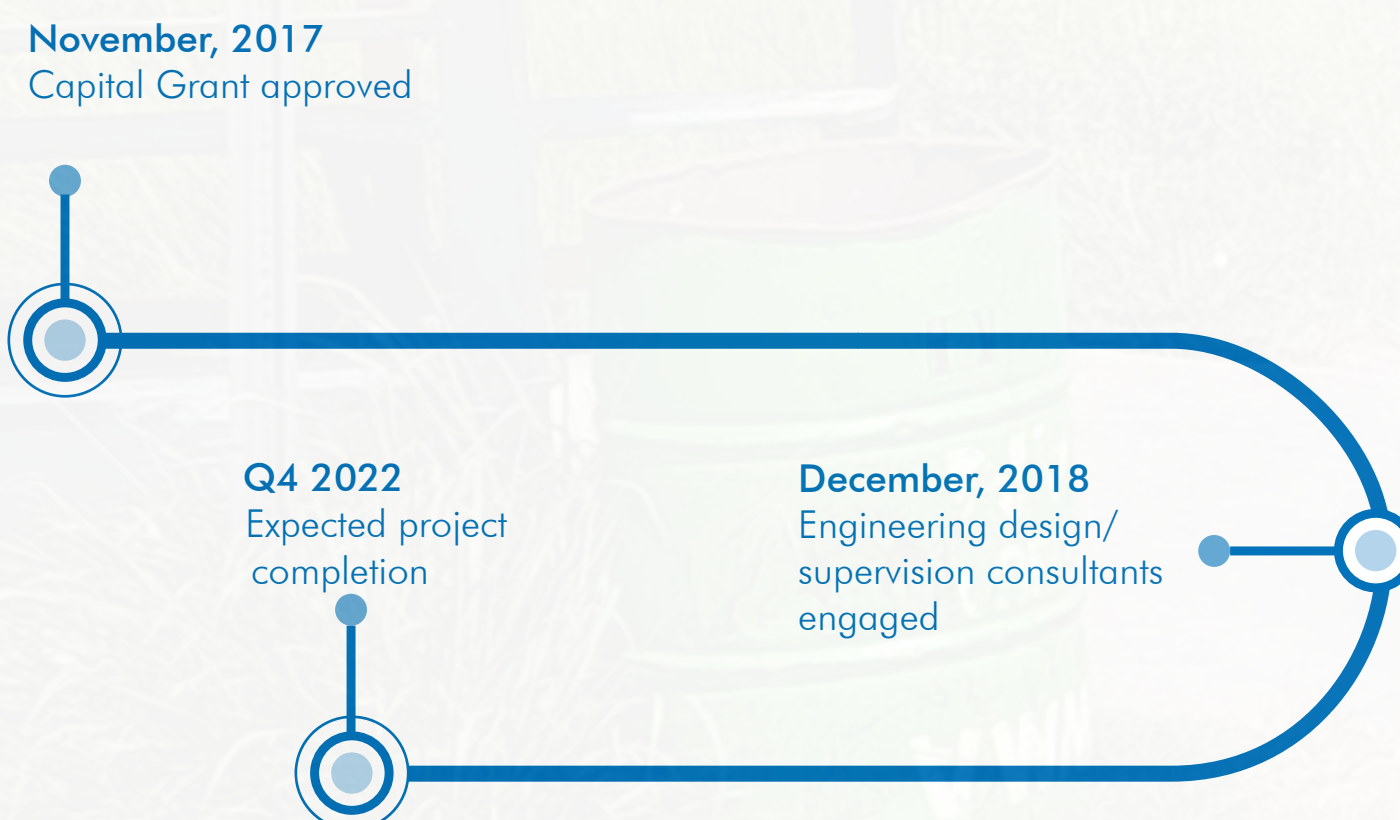 November, 2017
Capital Grant approved
Q4 2022
Expected project
completion
December, 2018
Engineering design/
supervision consultants
engaged